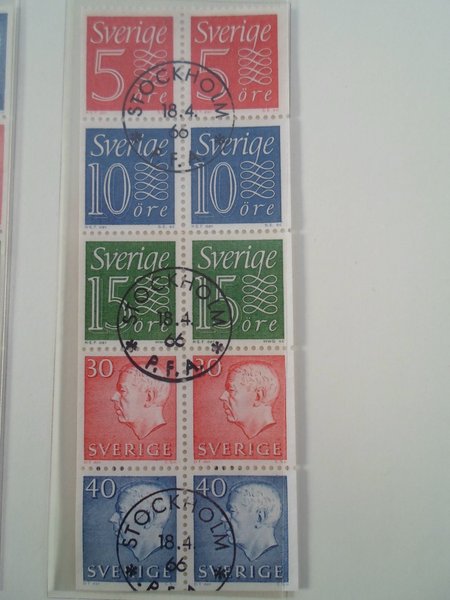 Sverige Sverige
5 5
öre öre
STOCKHOLM
18.4.
66
* P.F.A. *
Sverige Sverige
10 10
öre öre
Sverige Sverige
15 15
öre öre
STOCKHOLM
18.4
66
* P.F.A. *
30 30
SVERIGE SVERIGE
40 40
STOCKHOLM
18.4
66
* P.F.A. *
SVERIGE SVERIGE